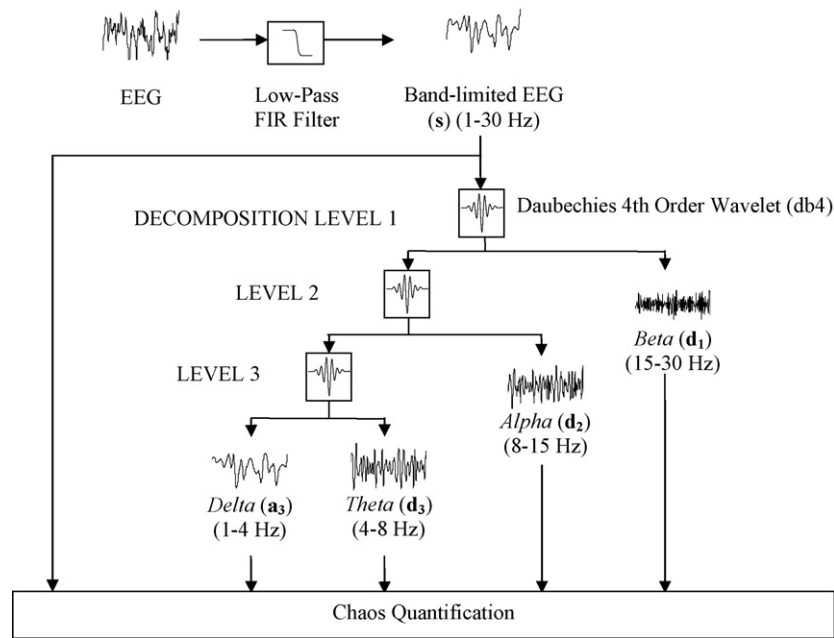 EEG
Low-Pass
FIR Filter
Band-limited EEG
(s) (1-30 Hz)
DECOMPOSITION LEVEL 1
Daubechies 4th Order Wavelet (db4)
LEVEL 2
Beta (d₁)
(15-30 Hz)
LEVEL 3
Alpha (d₂)
(8-15 Hz)
Delta (a₃)
(1-4 Hz)
Theta (d₃)
(4-8 Hz)
Chaos Quantification